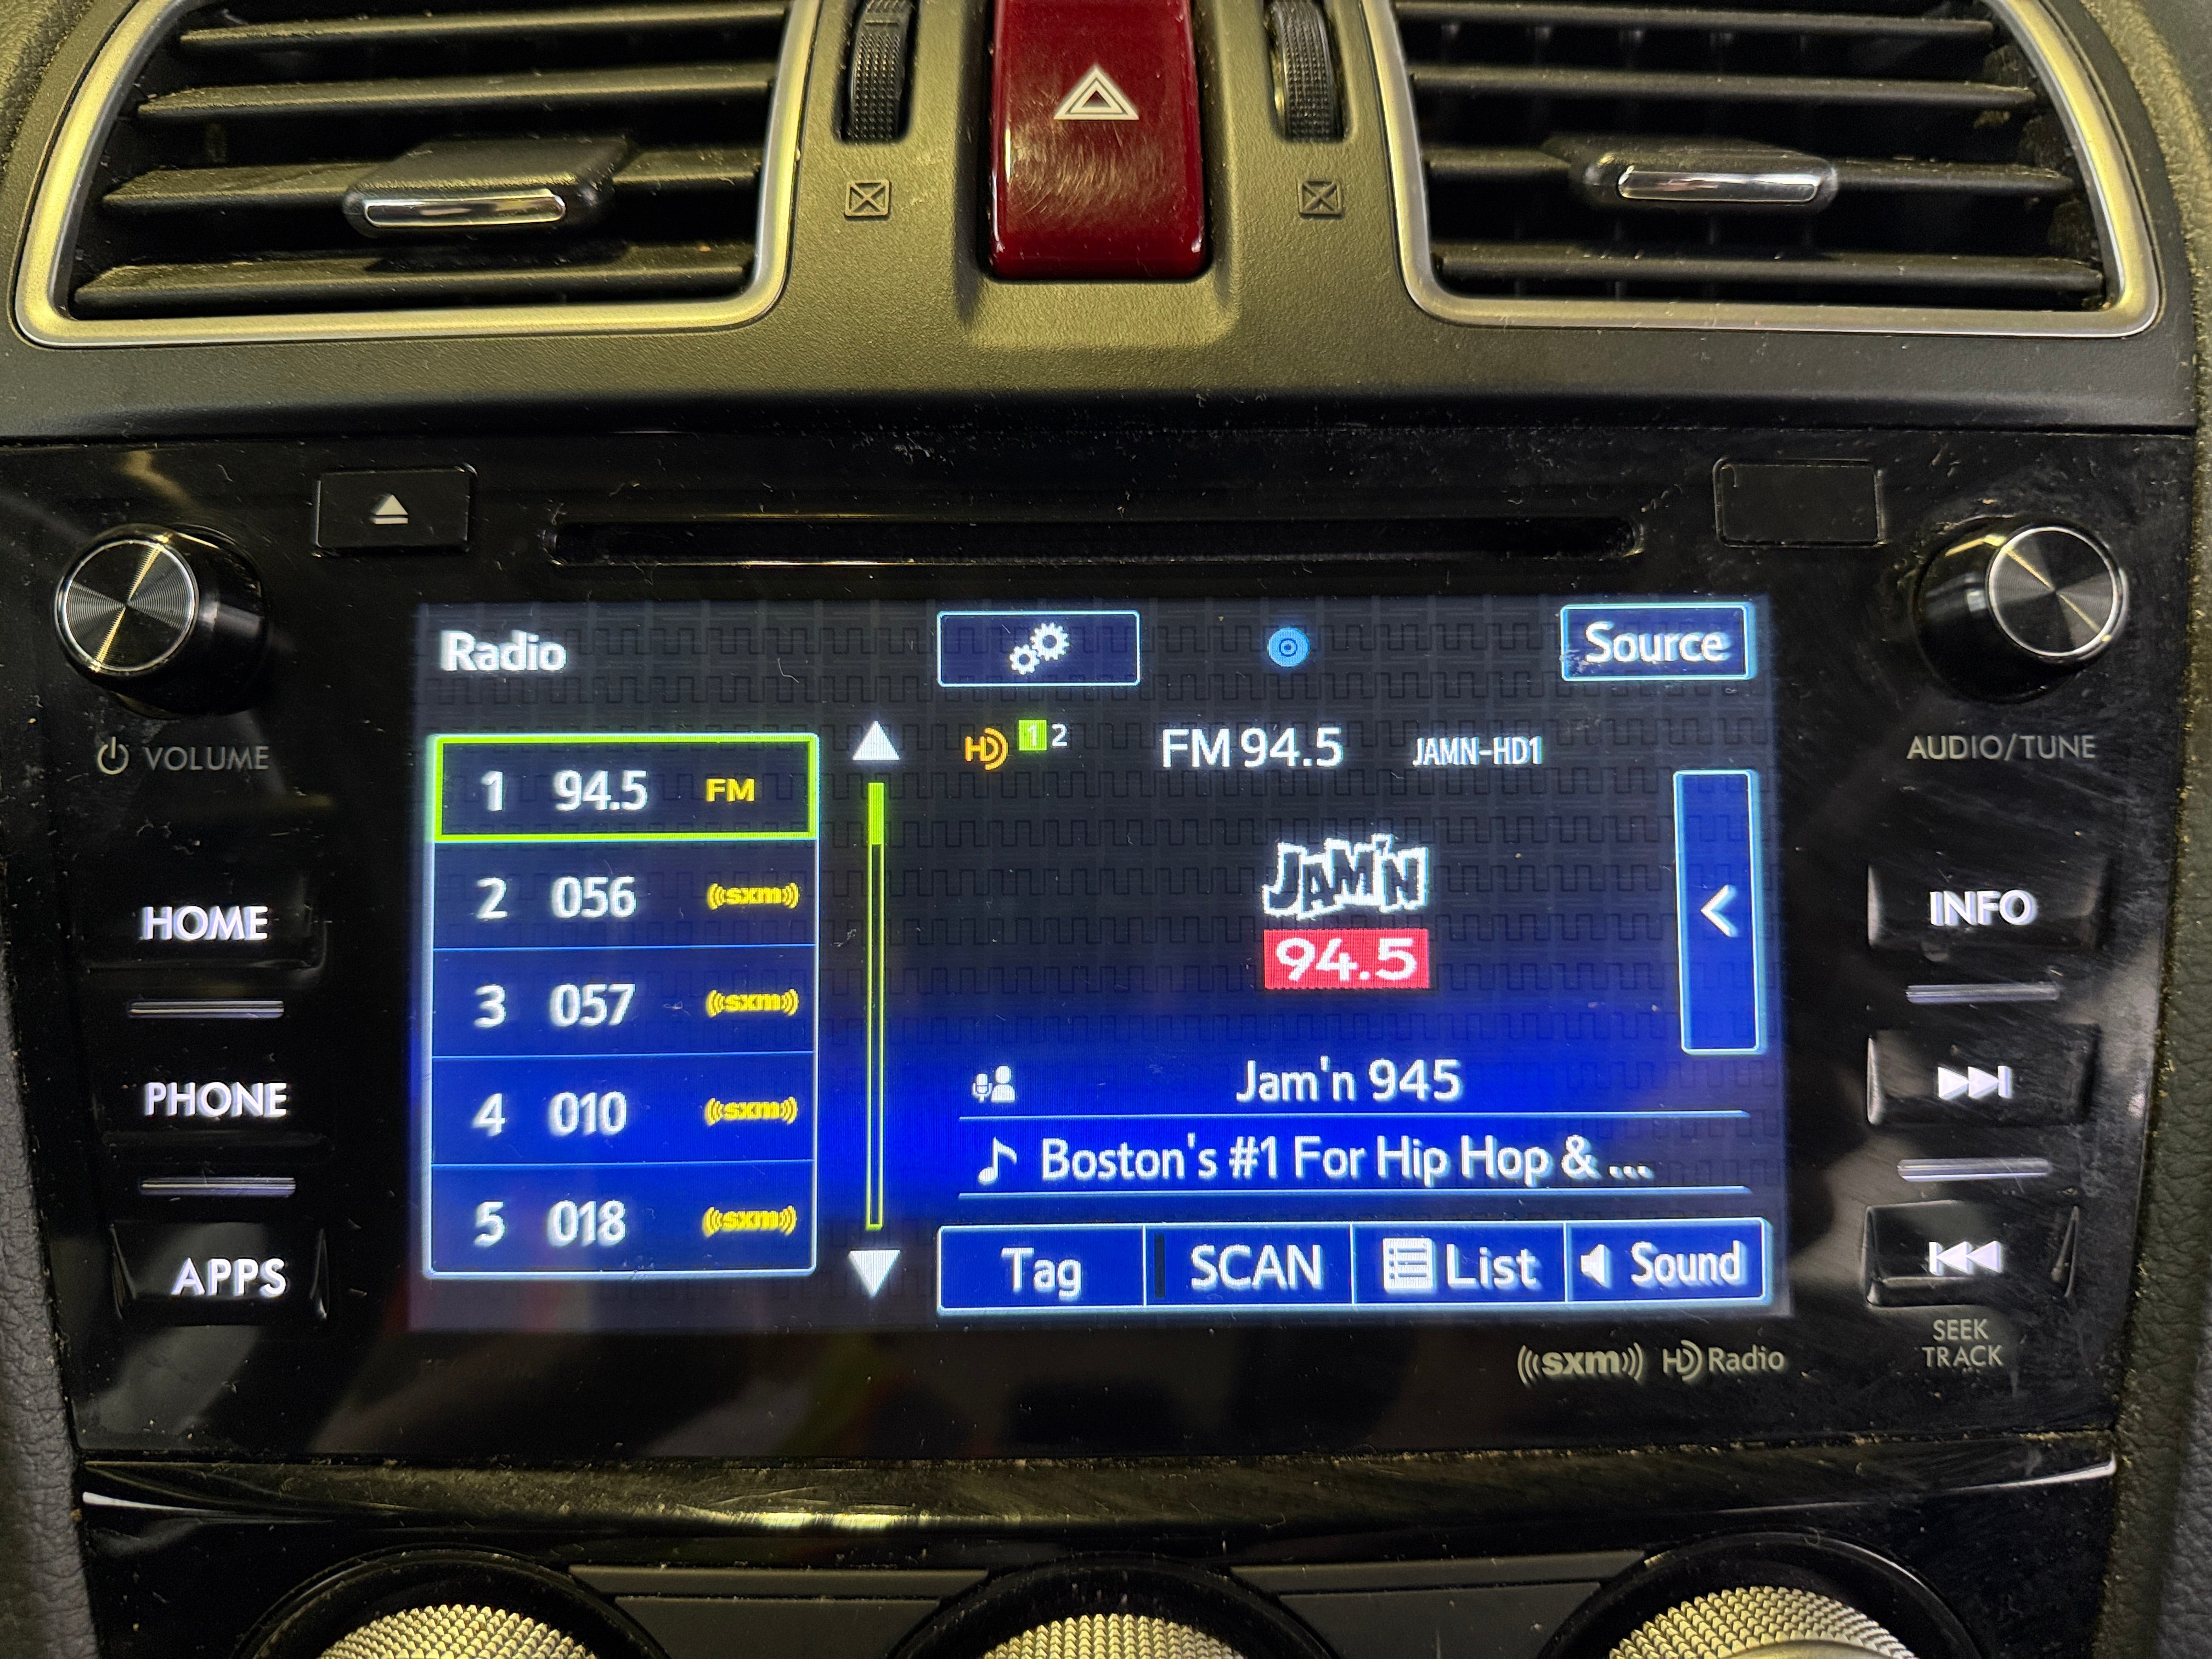 Radio
Source
HD 1 2 FM 94.5 JAMN-HD1
1 94.5 FM
2 056 ((sxm))
3 057 ((sxm))
4 010 ((sxm))
5 018 ((sxm))
JAM'N
94.5
Jam'n 945
Boston's #1 For Hip Hop & ...
Tag SCAN List Sound
VOLUME
HOME
PHONE
APPS
AUDIO/TUNE
INFO
SEEK
TRACK
((sxm)) HD Radio